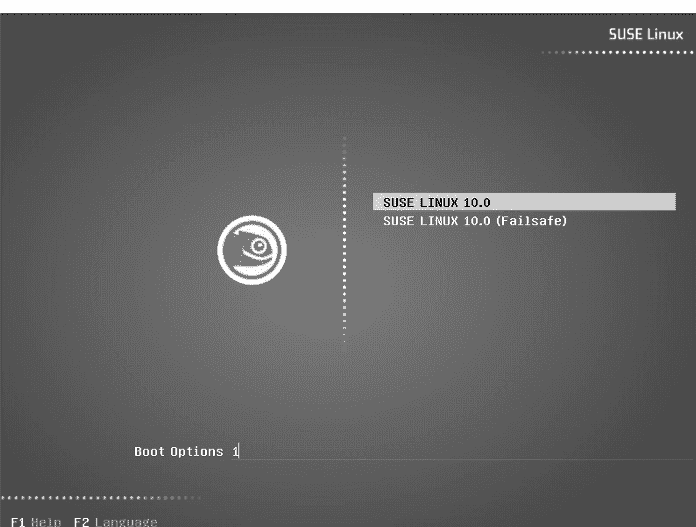 SUSE Linux
SUSE LINUX 10.0
SUSE LINUX 10.0 (Failsafe)
Boot Options 1
F1 Help F2 Language